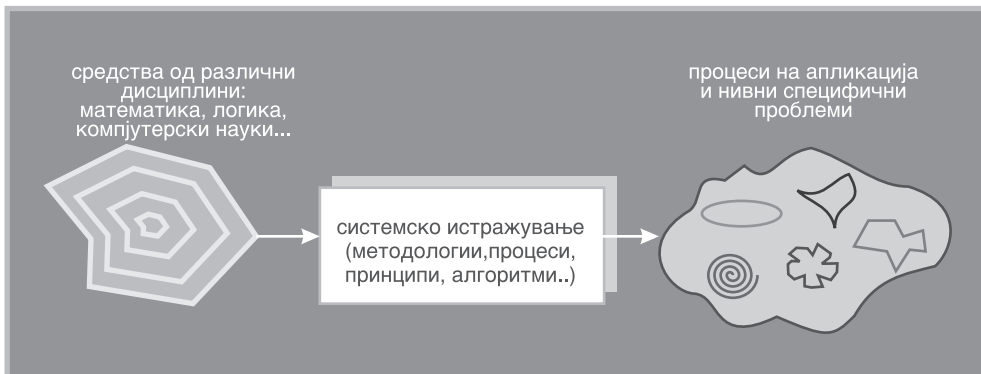 средства од различни
дисциплини:
математика, логика,
компјутерски науки...
системско истражување
(методологии,процеси,
принципи, алгоритми..)
процеси на апликација
и нивни специфични
проблеми